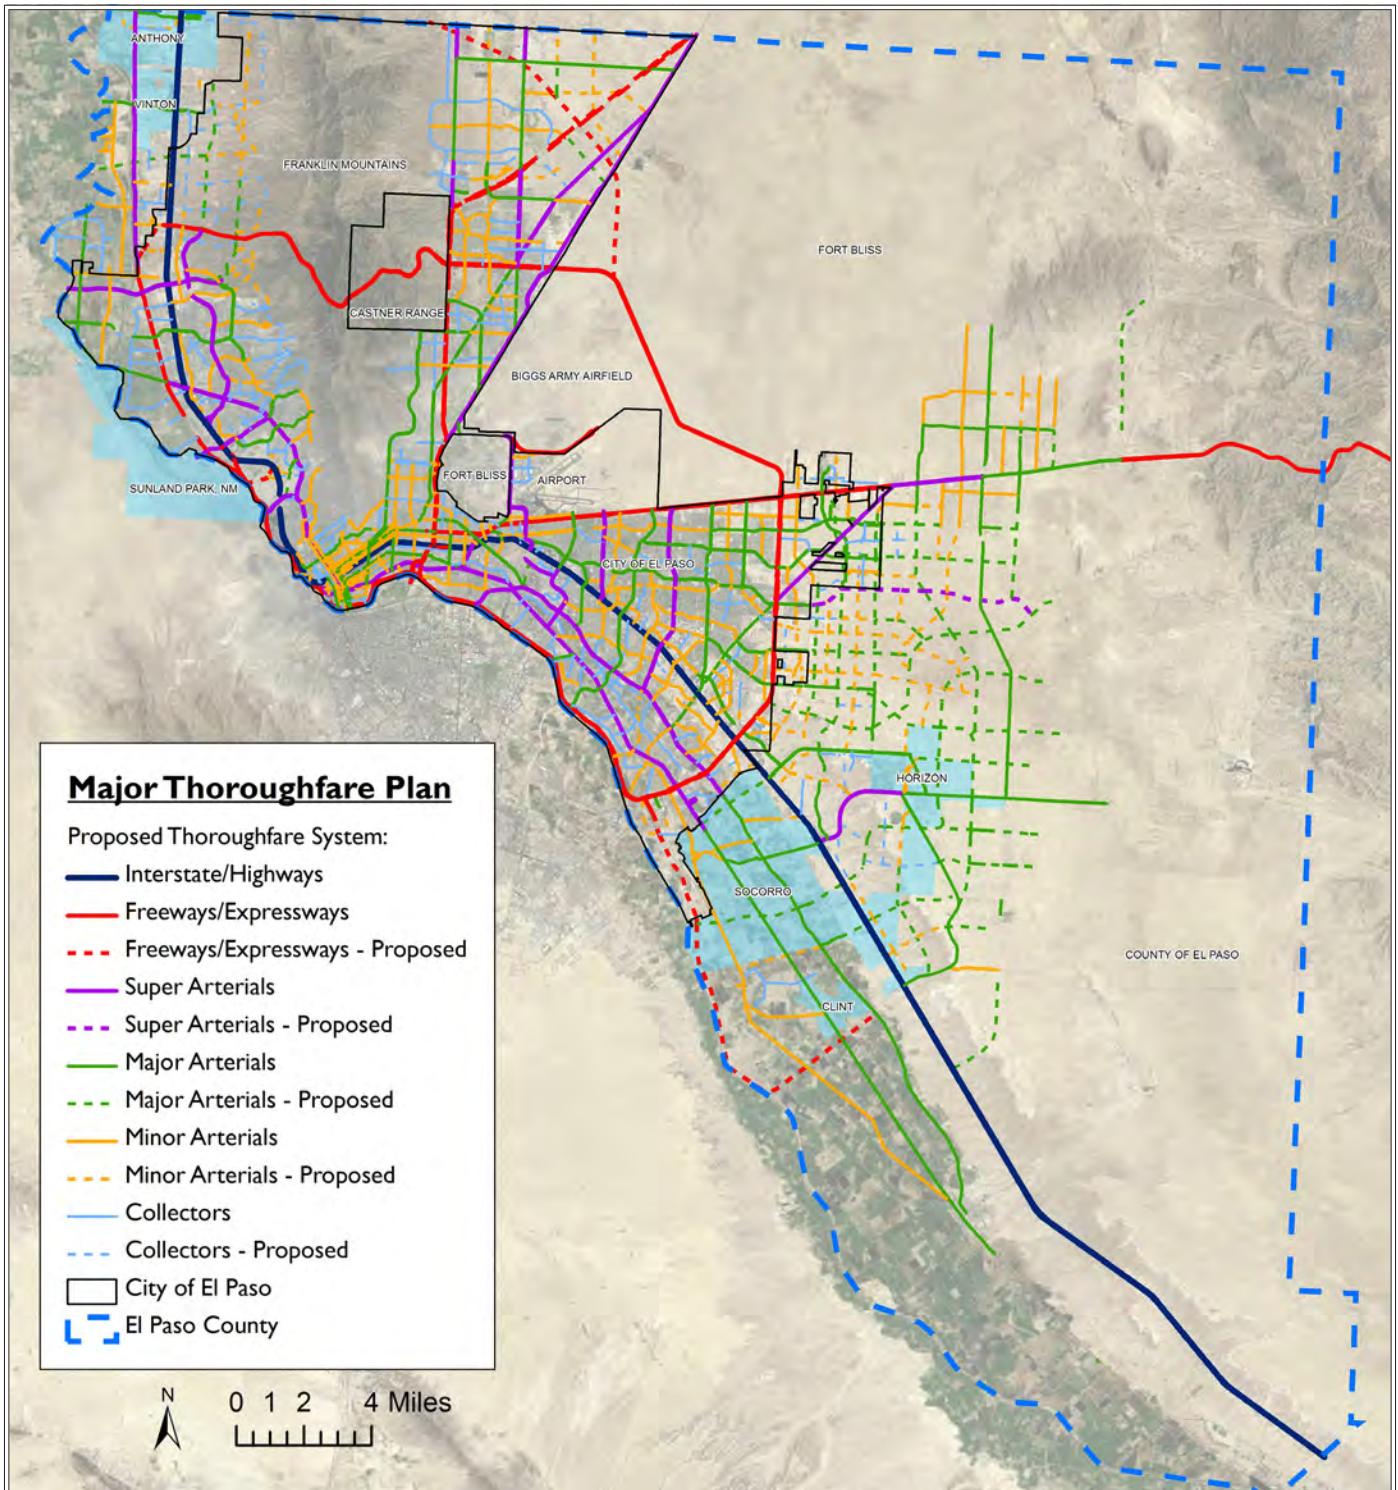 ANTHONY
VINTON
FRANKLIN MOUNTAINS
FORT BLISS
CASTNER RANGE
BIGGS ARMY AIRFIELD
FORT BLISS
AIRPORT
SUNLAND PARK, NM
CITY OF EL PASO
HORIZON
SOCORRO
COUNTY OF EL PASO
CLINT
Major Thoroughfare Plan
Proposed Thoroughfare System:
Interstate/Highways
Freeways/Expressways
Freeways/Expressways - Proposed
Super Arterials
Super Arterials - Proposed
Major Arterials
Major Arterials - Proposed
Minor Arterials
Minor Arterials - Proposed
Collectors
Collectors - Proposed
City of El Paso
El Paso County
N
0 1 2 4 Miles